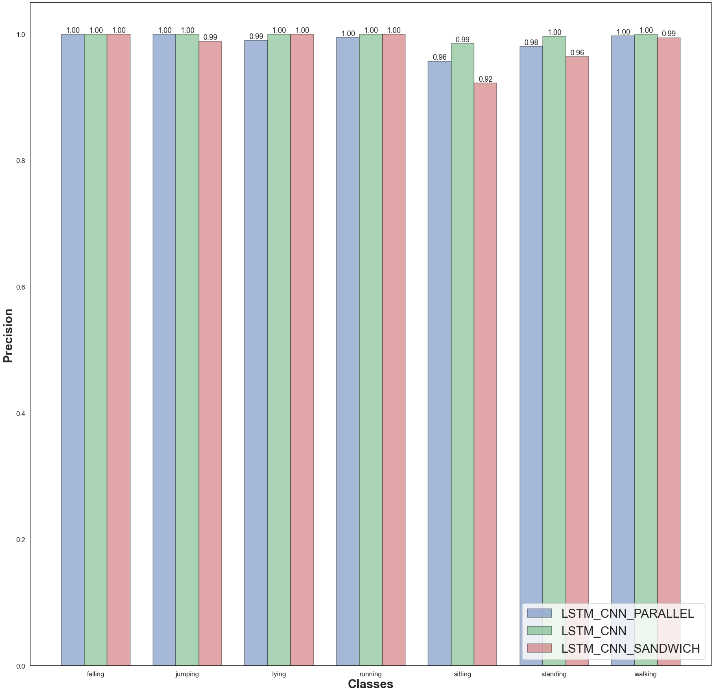 1.00 1.00 1.00 1.00 1.00 0.99 0.99 1.00 1.00 1.00 1.00 1.00 0.96 0.99 0.92 0.98 1.00 0.96 1.00 1.00 0.99
1.0
0.8
0.6
0.4
0.2
0.0
Precision
falling jumping lying running sitting standing walking
Classes
LSTM_CNN_PARALLEL
LSTM_CNN
LSTM_CNN_SANDWICH